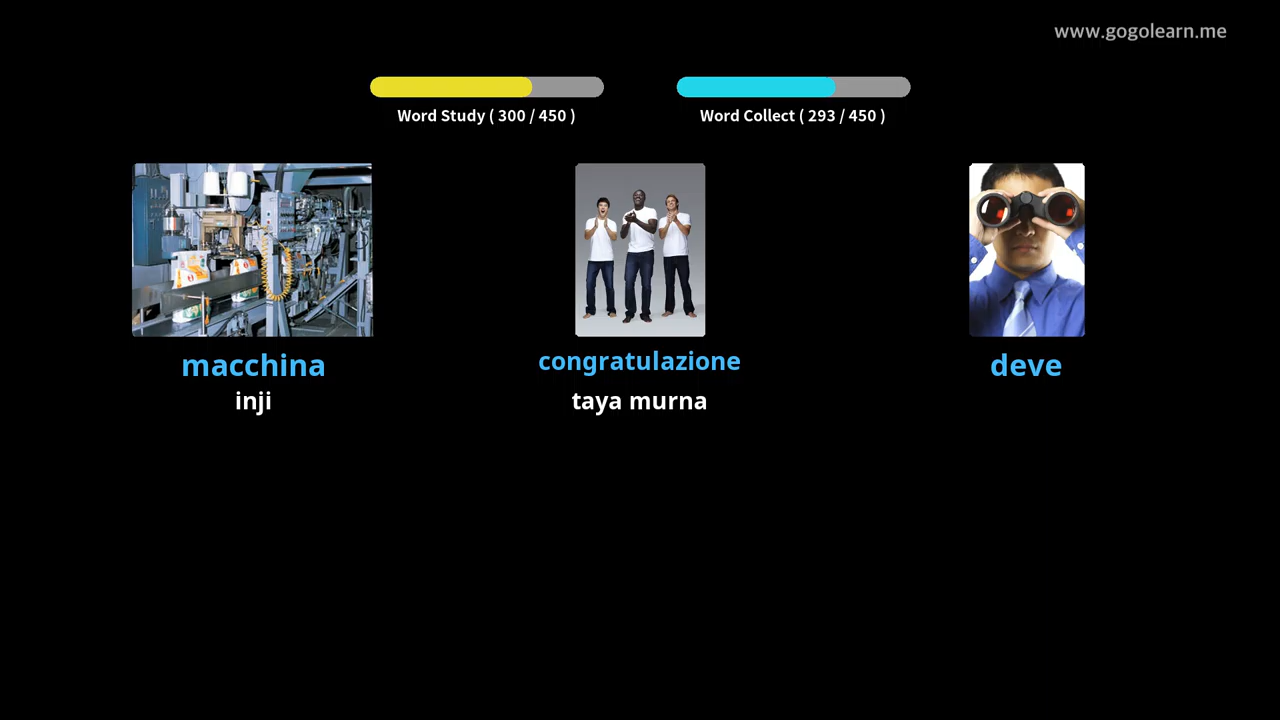 www.gogolearn.me
Word Study ( 300 / 450 )
Word Collect ( 293 / 450 )
macchina
inji
congratulazione
taya murna
deve